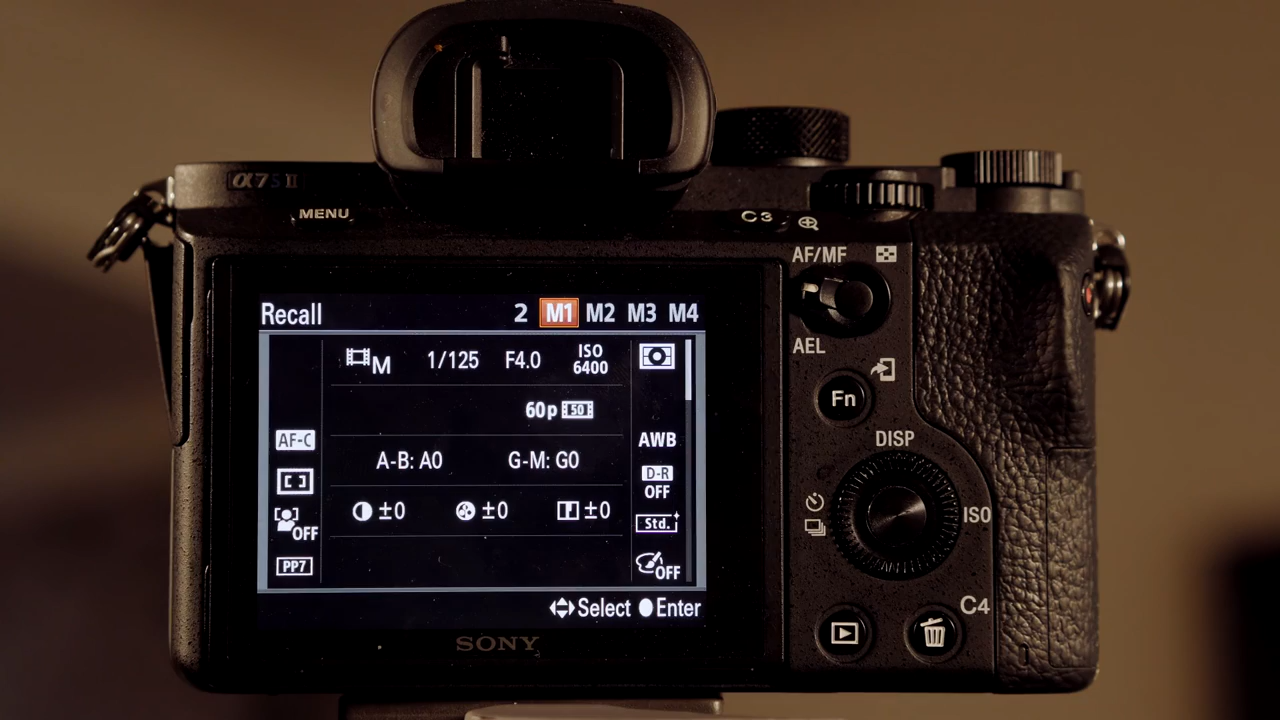 α7SII
MENU
C3
AF/MF
AEL
Fn
DISP
ISO
C4
Recall 2 M1 M2 M3 M4
M 1/125 F4.0 ISO 6400
60p 50
AF-C
AWB
A-B: A0 G-M: G0
D-R OFF
±0 ±0 ±0
OFF
Std.
PP7
OFF
Select Enter
SONY